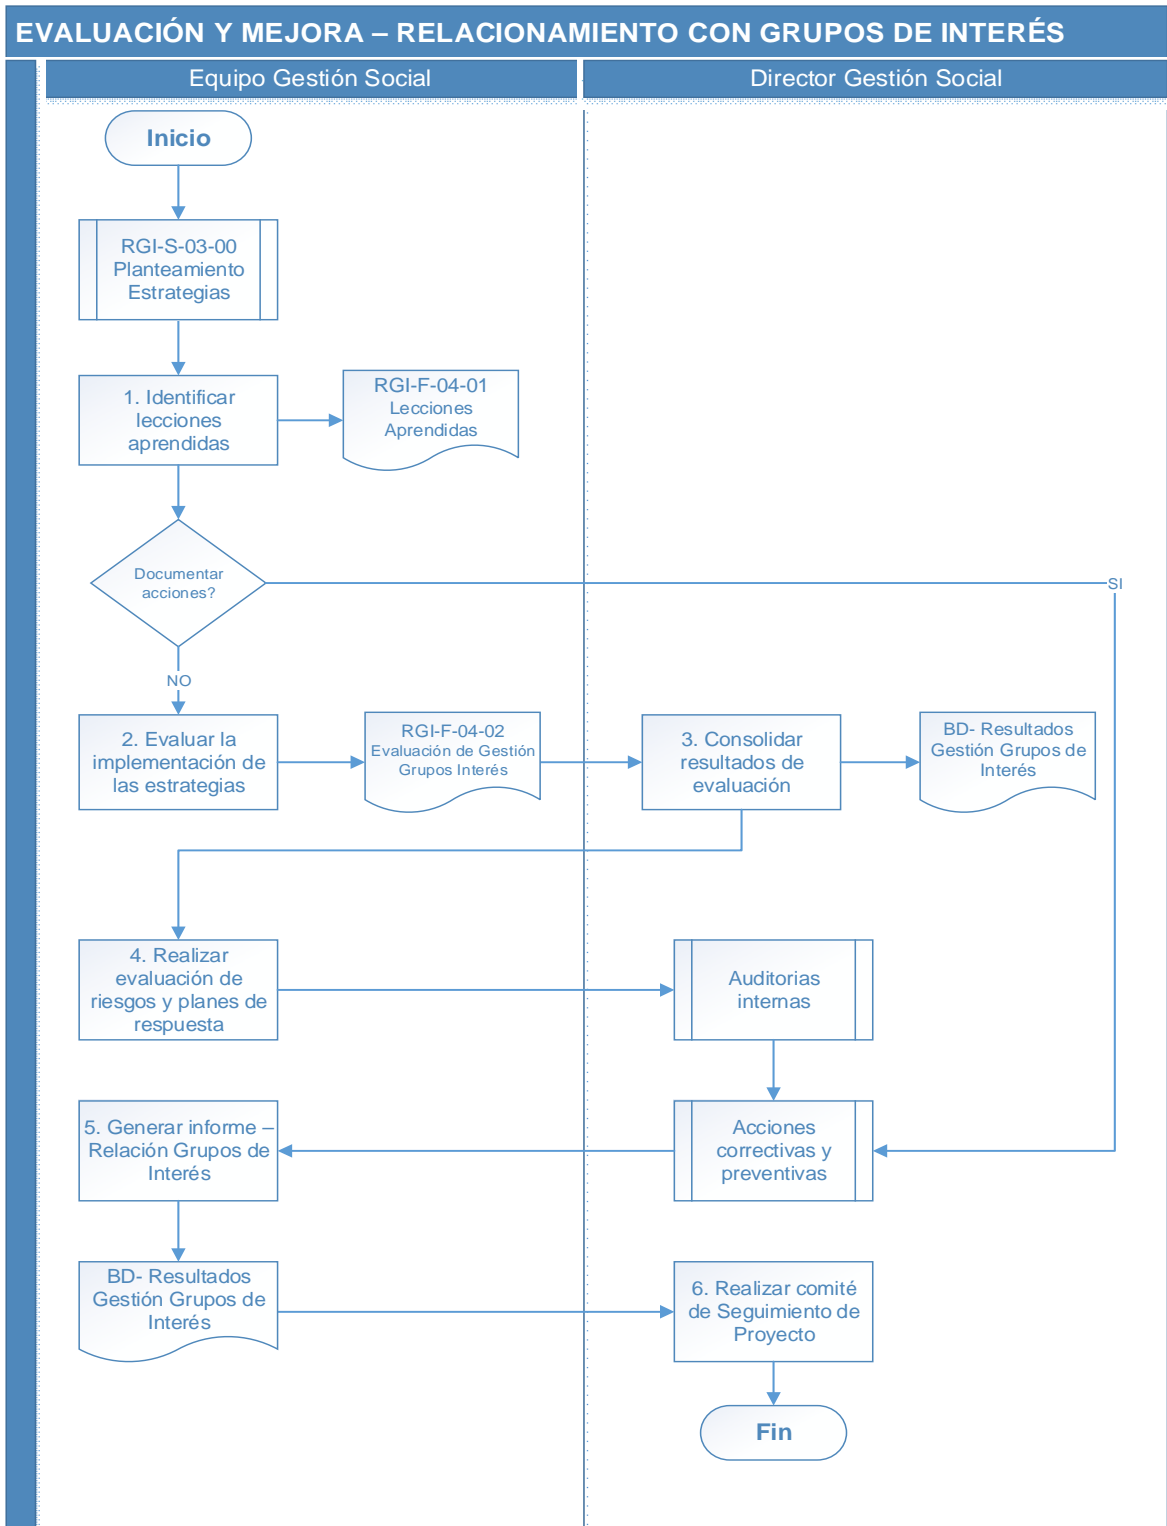 EVALUACIÓN Y MEJORA – RELACIONAMIENTO CON GRUPOS DE INTERÉS
Equipo Gestión Social
Director Gestión Social
Inicio
RGI-S-03-00
Planteamiento
Estrategias
1. Identificar
lecciones
aprendidas
RGI-F-04-01
Lecciones
Aprendidas
Documentar
acciones?
SI
NO
2. Evaluar la
implementación de
las estrategias
RGI-F-04-02
Evaluación de Gestión
Grupos Interés
3. Consolidar
resultados de
evaluación
BD- Resultados
Gestión Grupos de
Interés
4. Realizar
evaluación de
riesgos y planes de
respuesta
Auditorias
internas
5. Generar informe –
Relación Grupos de
Interés
Acciones
correctivas y
preventivas
BD- Resultados
Gestión Grupos de
Interés
6. Realizar comité
de Seguimiento de
Proyecto
Fin